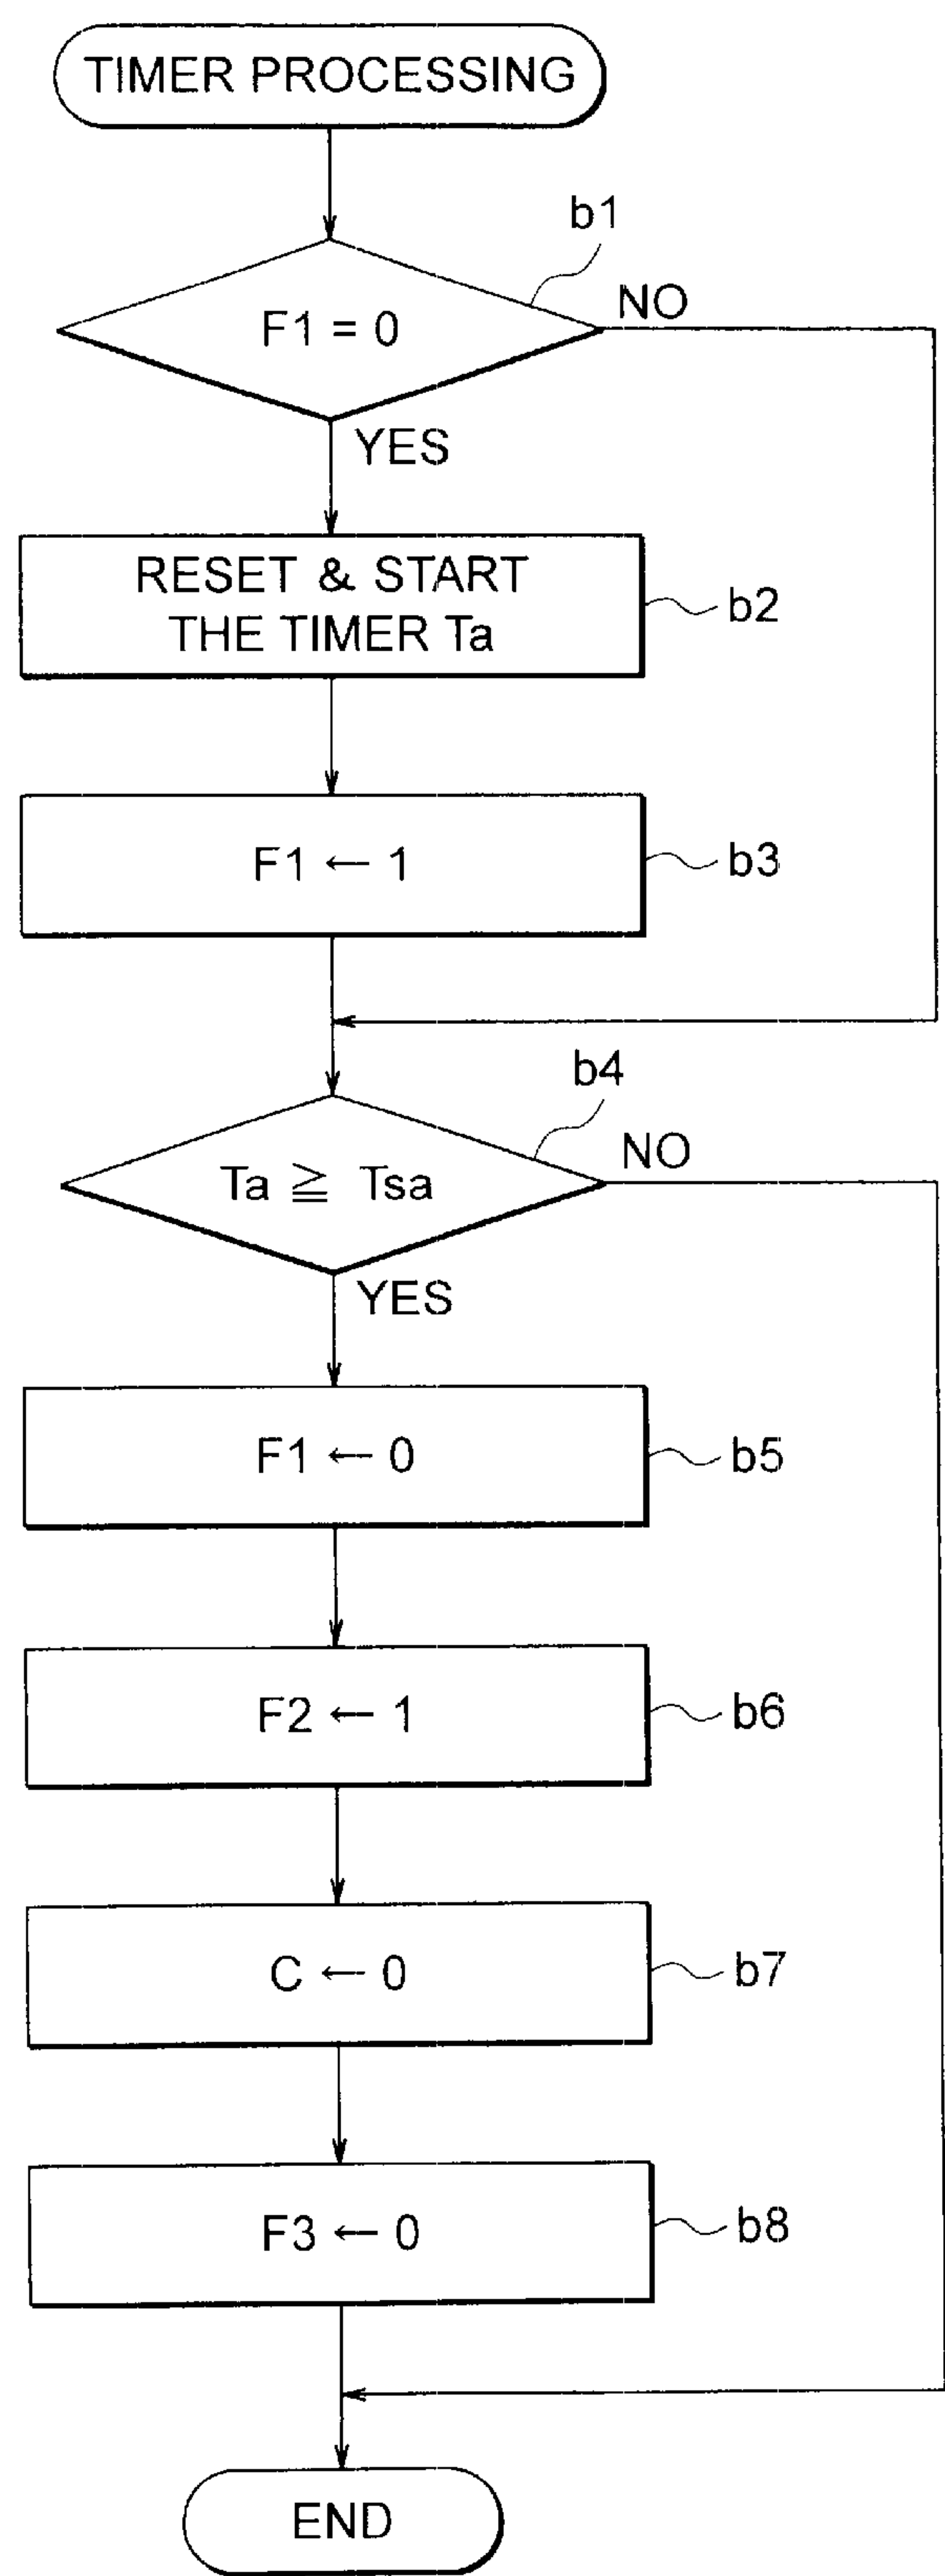 TIMER PROCESSING
b1
F1 = 0
NO
YES
RESET & START
THE TIMER Ta
b2
F1 ← 1
b3
b4
Ta ≧ Tsa
NO
YES
F1 ← 0
b5
F2 ← 1
b6
C ← 0
b7
F3 ← 0
b8
END